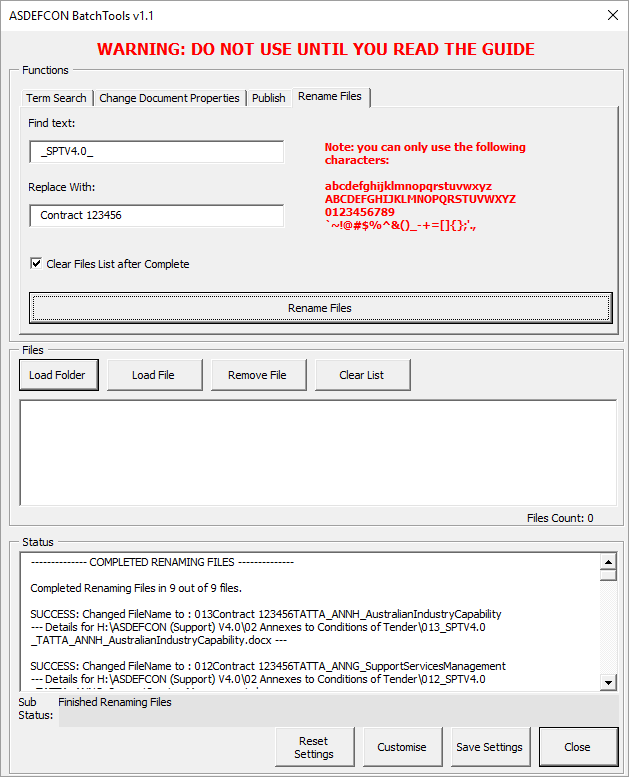 ASDEFCON BatchTools v1.1
WARNING: DO NOT USE UNTIL YOU READ THE GUIDE
Functions
Term Search Change Document Properties Publish Rename Files
Find text:
_SPTV4.0_
Note: you can only use the following
characters:
Replace With:
abcdefghijklmnopqrstuvwxyz
ABCDEFGHIJKLMNOPQRSTUVWXYZ
Contract 123456
0123456789
`~!@#$%^&()_-+=[]{};'.,
Clear Files List after Complete
Rename Files
Files
Load Folder Load File Remove File Clear List
Files Count: 0
Status
-------------- COMPLETED RENAMING FILES --------------
Completed Renaming Files in 9 out of 9 files.
SUCCESS: Changed FileName to : 013Contract 123456TATTA_ANNH_AustralianIndustryCapability
--- Details for H:\ASDEFCON (Support) V4.0\02 Annexes to Conditions of Tender\013_SPTV4.0
_TATTA_ANNH_AustralianIndustryCapability.docx ---
SUCCESS: Changed FileName to : 012Contract 123456TATTA_ANNG_SupportServicesManagement
--- Details for H:\ASDEFCON (Support) V4.0\02 Annexes to Conditions of Tender\012_SPTV4.0
Sub Finished Renaming Files
Status:
Reset Settings Customise Save Settings Close